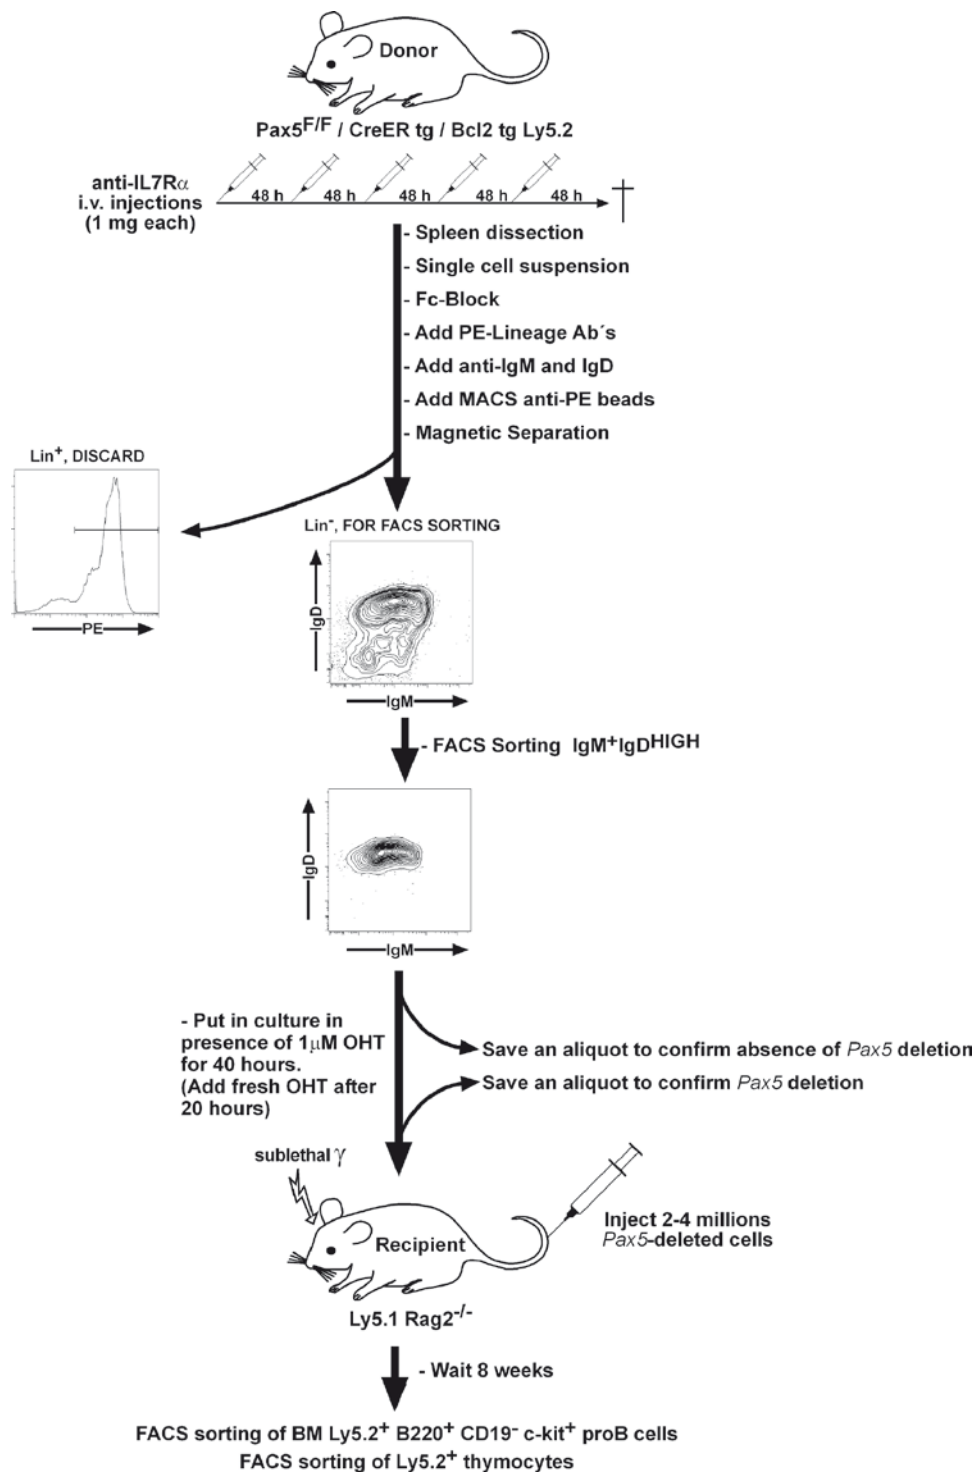 Donor
Pax5F/F / CreER tg / Bcl2 tg Ly5.2
anti-IL7Rα
i.v. injections
(1 mg each)
48 h 48 h 48 h 48 h 48 h
- Spleen dissection
- Single cell suspension
- Fc-Block
- Add PE-Lineage Ab´s
- Add anti-IgM and IgD
- Add MACS anti-PE beads
- Magnetic Separation
Lin+, DISCARD
PE
Lin-, FOR FACS SORTING
IgD
IgM
- FACS Sorting IgM+IgDHIGH
IgD
IgM
- Put in culture in
presence of 1µM OHT
for 40 hours.
(Add fresh OHT after
20 hours)
Save an aliquot to confirm absence of Pax5 deletion
Save an aliquot to confirm Pax5 deletion
sublethal γ
Recipient
Inject 2-4 millions
Pax5-deleted cells
Ly5.1 Rag2-/-
- Wait 8 weeks
FACS sorting of BM Ly5.2+ B220+ CD19- c-kit+ proB cells
FACS sorting of Ly5.2+ thymocytes